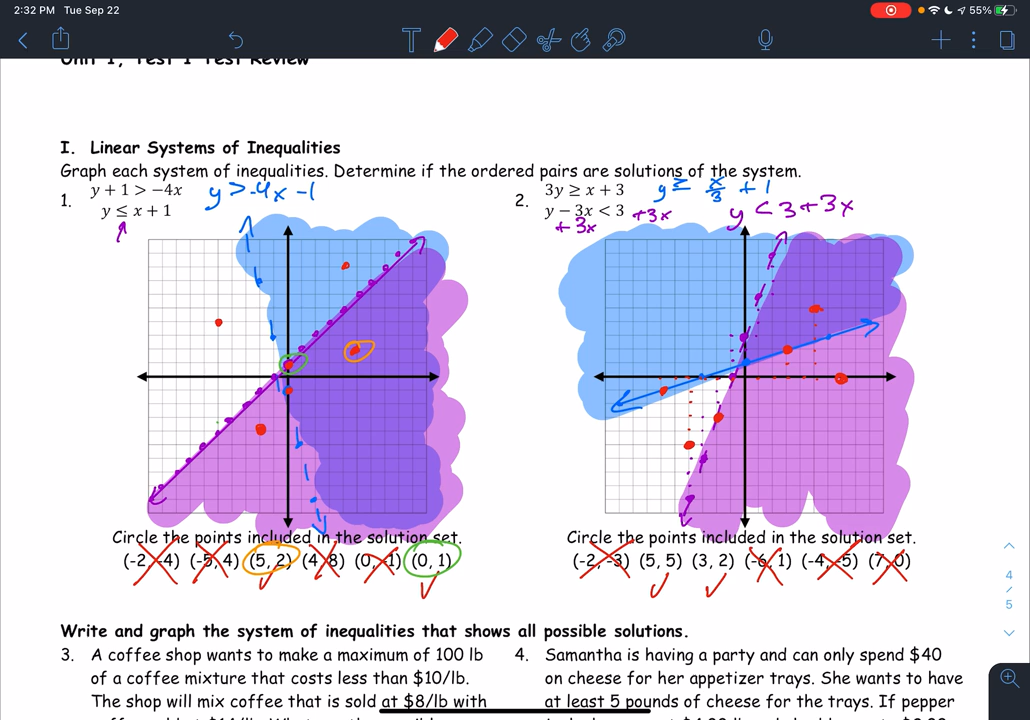 2:32 PM Tue Sep 22
55%
Unit 1, Test 1 Test Review
I. Linear Systems of Inequalities
Graph each system of inequalities. Determine if the ordered pairs are solutions of the system.
1. y + 1 > −4x
y ≤ x + 1
y > -4x -1
2. 3y ≥ x + 3
y − 3x < 3
+3x +3x
y ≥ x/3 + 1
y < 3 + 3x
Circle the points included in the solution set.
(-2, -4) (-5, 4) (5, 2) (4, 8) (0, -1) (0, 1)
Circle the points included in the solution set.
(-2, -3) (5, 5) (3, 2) (-6, 1) (-4, -5) (7, 0)
Write and graph the system of inequalities that shows all possible solutions.
3. A coffee shop wants to make a maximum of 100 lb
of a coffee mixture that costs less than $10/lb.
The shop will mix coffee that is sold at $8/lb with
4. Samantha is having a party and can only spend $40
on cheese for her appetizer trays. She wants to have
at least 5 pounds of cheese for the trays. If pepper
4
/
5